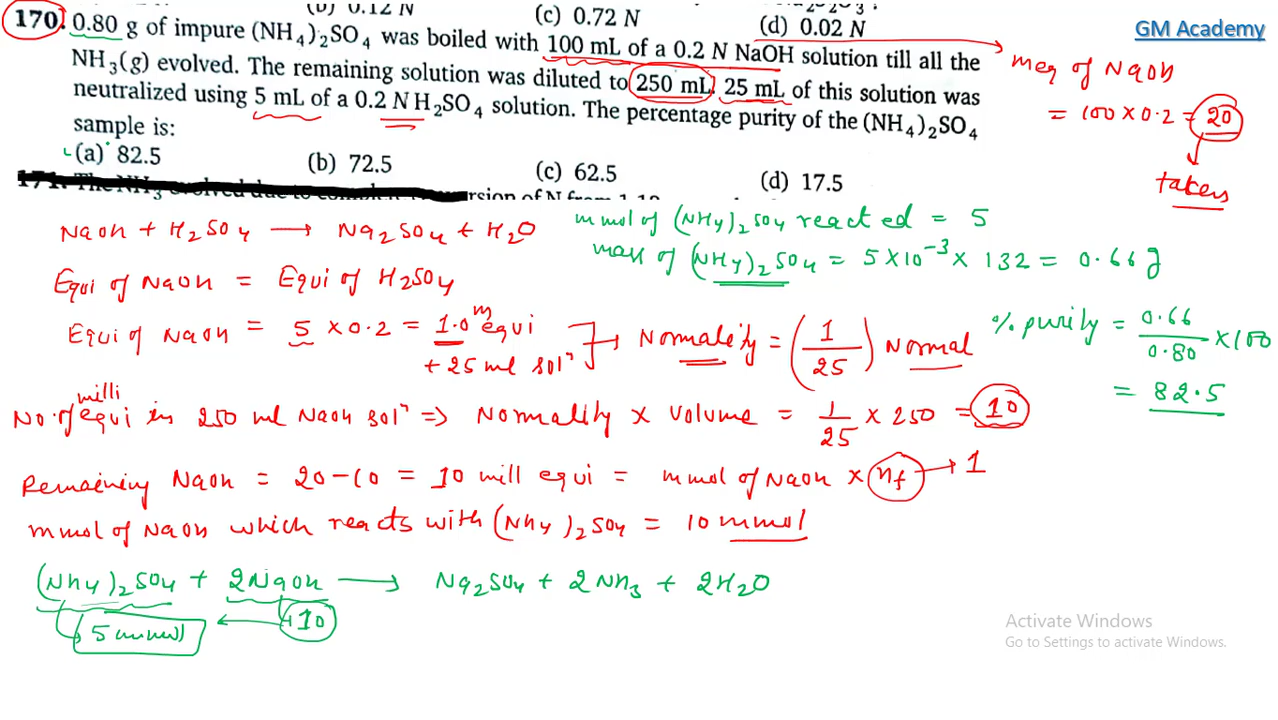 (b) 0.12 N
(c) 0.72 N
(d) 0.02 N
GM Academy
170. 0.80 g of impure (NH₄)₂SO₄ was boiled with 100 mL of a 0.2 N NaOH solution till all the
NH₃(g) evolved. The remaining solution was diluted to 250 mL. 25 mL of this solution was
neutralized using 5 mL of a 0.2 N H₂SO₄ solution. The percentage purity of the (NH₄)₂SO₄
sample is:
(a) 82.5
(b) 72.5
(c) 62.5
(d) 17.5
meq of NaOH
= 100 × 0.2 = 20
taken
NaOH + H₂SO₄ → Na₂SO₄ + H₂O
Equi of NaOH = Equi of H₂SO₄
Equi of NaOH = 5 × 0.2 = 1.0 m equi
+ 25 ml solⁿ
Normality = (1/25) Normal
No. of milli equi in 250 ml NaOH solⁿ ⇒ Normality × volume = 1/25 × 250 = 10
Remaining NaOH = 20 - 10 = 10 mill equi = mmol of NaOH × nf → 1
mmol of NaOH which reacts with (NH4)2SO4 = 10 mmol
(NH4)2SO4 + 2NaOH → Na2SO4 + 2NH3 + 2H2O
5 mmol ← 10
mmol of (NH4)2SO4 reacted = 5
mass of (NH4)2SO4 = 5 × 10⁻³ × 132 = 0.66 g
% purity = 0.66/0.80 × 100
= 82.5
Activate Windows
Go to Settings to activate Windows.